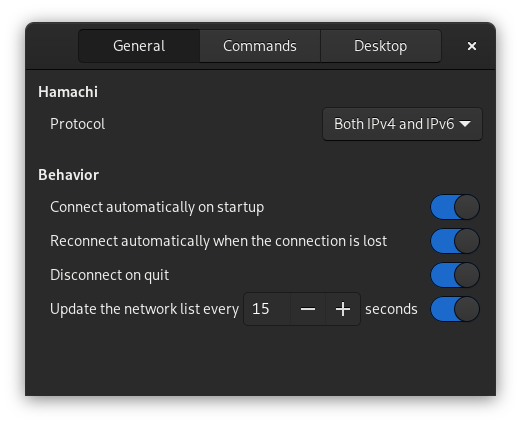 General Commands Desktop
Hamachi
Protocol Both IPv4 and IPv6
Behavior
Connect automatically on startup
Reconnect automatically when the connection is lost
Disconnect on quit
Update the network list every 15 seconds